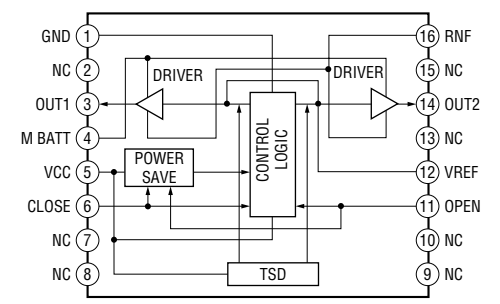 GND 1
NC 2
OUT1 3
M BATT 4
VCC 5
CLOSE 6
NC 7
NC 8
DRIVER
DRIVER
POWER
SAVE
CONTROL
LOGIC
TSD
16 RNF
15 NC
14 OUT2
13 NC
12 VREF
11 OPEN
10 NC
9 NC